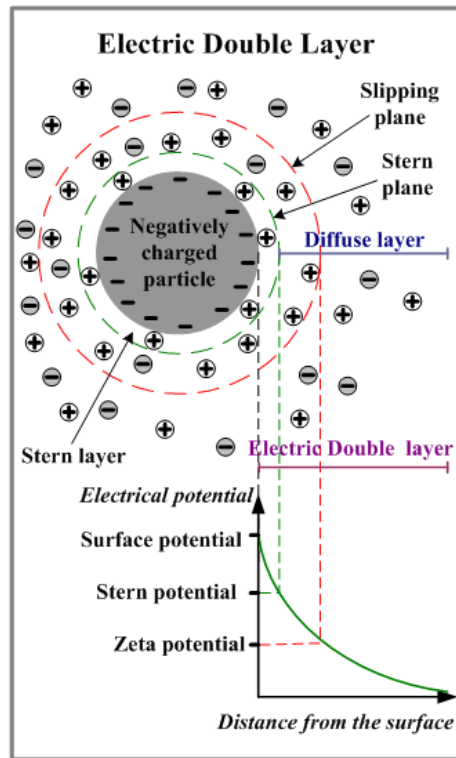 Electric Double Layer
Slipping
plane
Stern
plane
Negatively
charged
particle
Diffuse layer
Stern layer
Electric Double layer
Electrical potential
Surface potential
Stern potential
Zeta potential
Distance from the surface